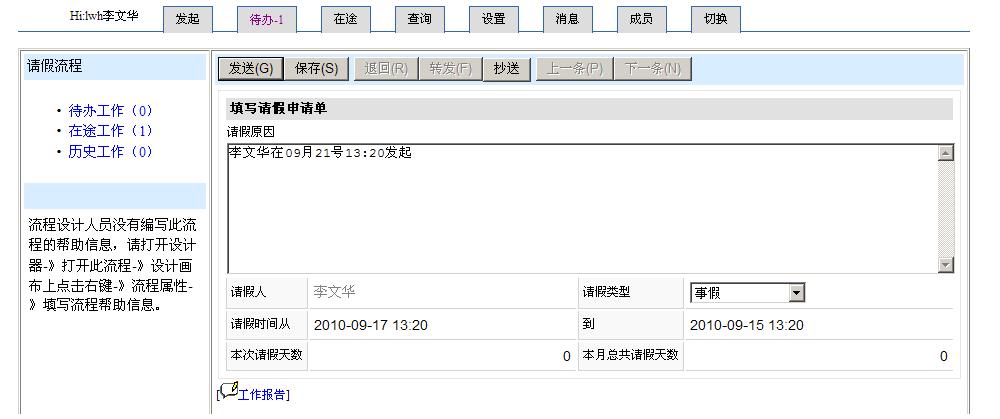 Hi:lwh李文华 发起 待办-1 在途 查询 设置 消息 成员 切换
请假流程
• 待办工作（0）
• 在途工作（1）
• 历史工作（0）
流程设计人员没有编写此流
程的帮助信息，请打开设计
器-》打开此流程-》设计画
布上点击右键-》流程属性-
》填写流程帮助信息。
发送(G) 保存(S) 退回(R) 转发(F) 抄送 上一条(P) 下一条(N)
填写请假申请单
请假原因
李文华在09月21号13:20发起
请假人 李文华 请假类型 事假
请假时间从 2010-09-17 13:20 到 2010-09-15 13:20
本次请假天数 0 本月总共请假天数 0
[工作报告]